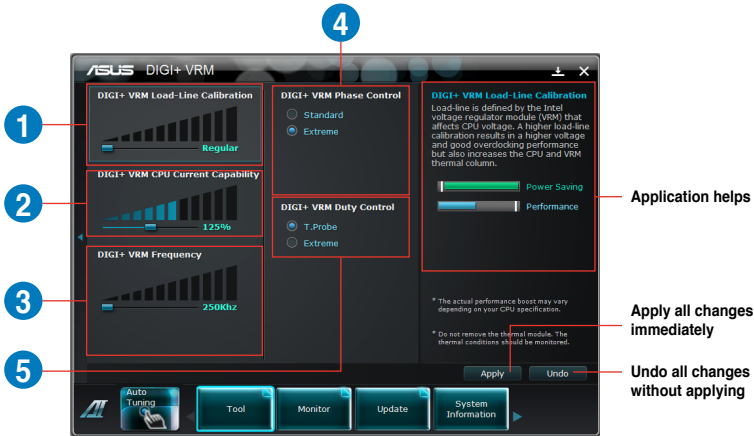 4
ASUS DIGI+ VRM
1
DIGI+ VRM Load-Line Calibration
Regular
2
DIGI+ VRM CPU Current Capability
125%
3
DIGI+ VRM Frequency
250Khz
DIGI+ VRM Phase Control
Standard
Extreme
DIGI+ VRM Duty Control
T.Probe
Extreme
5
DIGI+ VRM Load-Line Calibration
Load-line is defined by the Intel
voltage regulator module (VRM) that
affects CPU voltage. A higher load-line
calibration results in a higher voltage
and good overclocking performance
but also increases the CPU and VRM
thermal column.
Power Saving
Performance
* The actual performance boost may vary
depending on your CPU specification.
* Do not remove the thermal module. The
thermal conditions should be monitored.
Apply
Undo
Application helps
Apply all changes
immediately
Undo all changes
without applying
AI
Auto
Tuning
Tool
Monitor
Update
System
Information